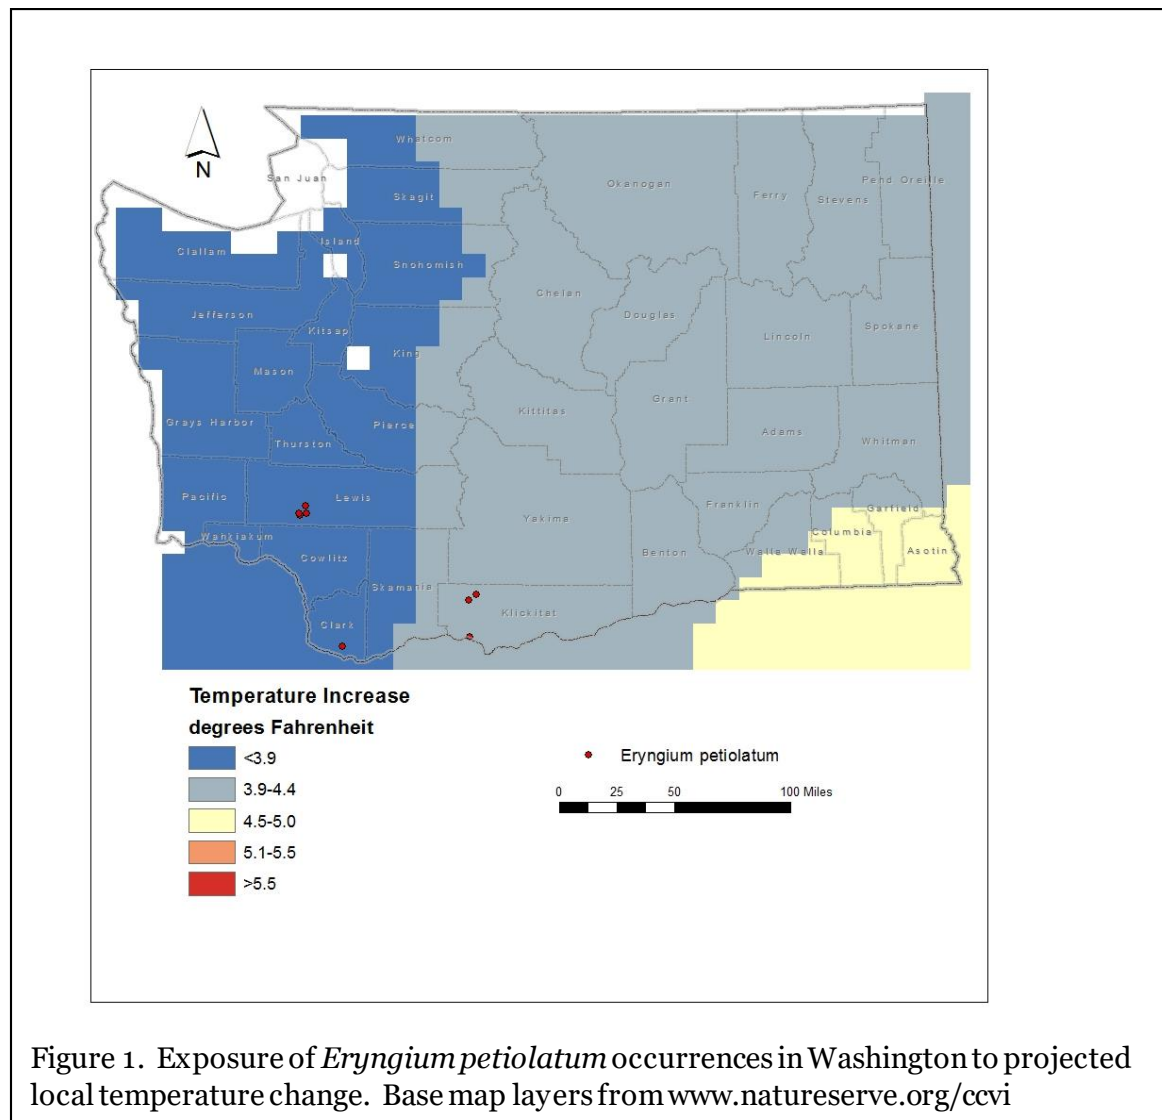 N
Whatcom
San Juan
Okanogan
Pend Oreille
Ferry
Skagit
Stevens
Island
Clallam
Snohomish
Chelan
Jefferson
Douglas
Kitsap
Lincoln
Spokane
King
Mason
Kittitas
Grant
Grays Harbor
Pierce
Adams
Thurston
Whitman
Pacific
Lewis
Franklin
Garfield
Yakima
Wahkiakum
Columbia
Cowlitz
Benton
Walla Walla
Asotin
Skamania
Klickitat
Clark
Temperature Increase
degrees Fahrenheit
<3.9
3.9-4.4
4.5-5.0
5.1-5.5
>5.5
Eryngium petiolatum
0 25 50 100 Miles
Figure 1. Exposure of Eryngium petiolatum occurrences in Washington to projected
local temperature change. Base map layers from www.natureserve.org/ccvi